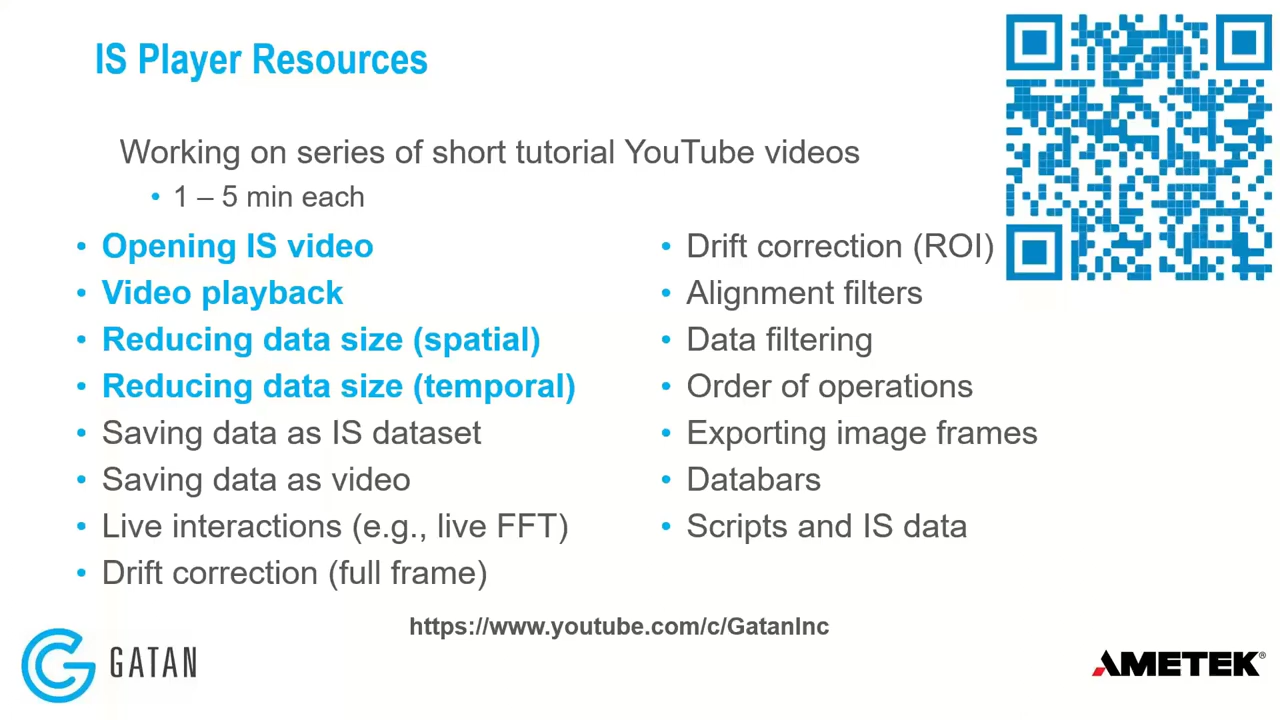 IS Player Resources
Working on series of short tutorial YouTube videos
• 1 – 5 min each
• Opening IS video
• Video playback
• Reducing data size (spatial)
• Reducing data size (temporal)
• Saving data as IS dataset
• Saving data as video
• Live interactions (e.g., live FFT)
• Drift correction (full frame)
• Drift correction (ROI)
• Alignment filters
• Data filtering
• Order of operations
• Exporting image frames
• Databars
• Scripts and IS data
https://www.youtube.com/c/GatanInc
GATAN
AMETEK®